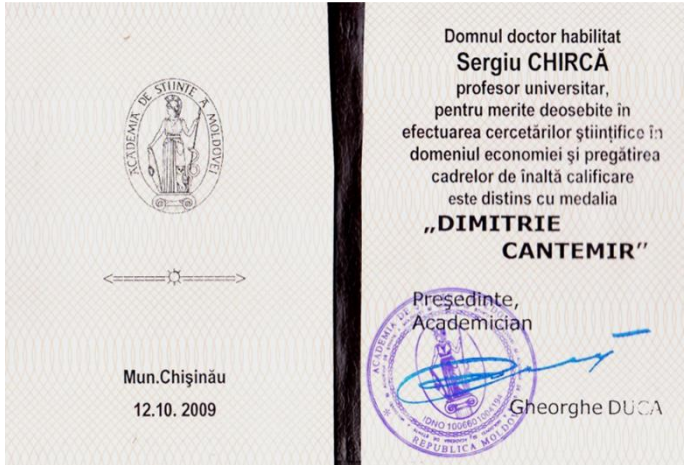 ACADEMIA DE ŞTIINŢE A MOLDOVEI
Mun.Chişinău
12.10. 2009
Domnul doctor habilitat
Sergiu CHIRCĂ
profesor universitar,
pentru merite deosebite în
efectuarea cercetărilor ştiinţifice în
domeniul economiei şi pregătirea
cadrelor de înaltă calificare
este distins cu medalia
„DIMITRIE
CANTEMIR”
Preşedinte,
Academician
IDNO 1006601004194
REPUBLICA MOLDOVA
Gheorghe DUCA